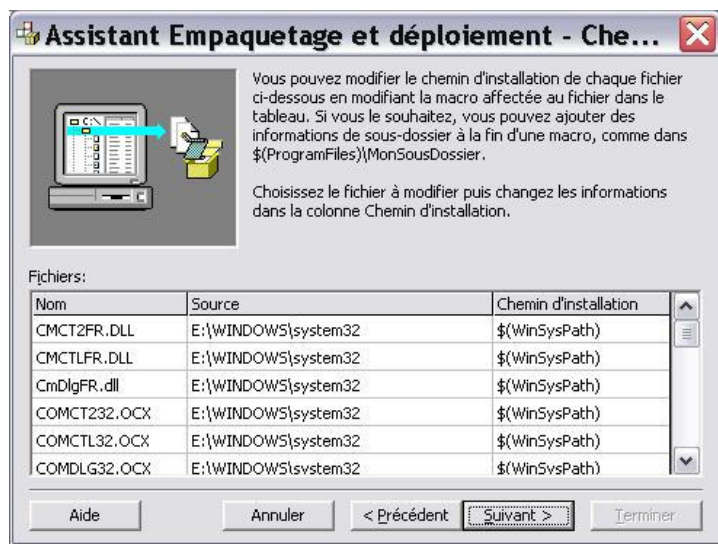 Assistant Empaquetage et déploiement - Che...
Vous pouvez modifier le chemin d'installation de chaque fichier
ci-dessous en modifiant la macro affectée au fichier dans le
tableau. Si vous le souhaitez, vous pouvez ajouter des
informations de sous-dossier à la fin d'une macro, comme dans
$(ProgramFiles)\MonSousDossier.
Choisissez le fichier à modifier puis changez les informations
dans la colonne Chemin d'installation.
C:\
Fichiers:
Nom Source Chemin d'installation
CMCT2FR.DLL E:\WINDOWS\system32 $(WinSysPath)
CMCTLFR.DLL E:\WINDOWS\system32 $(WinSysPath)
CmDlgFR.dll E:\WINDOWS\system32 $(WinSysPath)
COMCT232.OCX E:\WINDOWS\system32 $(WinSysPath)
COMCTL32.OCX E:\WINDOWS\system32 $(WinSysPath)
COMDLG32.OCX E:\WINDOWS\system32 $(WinSysPath)
Aide Annuler < Précédent Suivant > Terminer